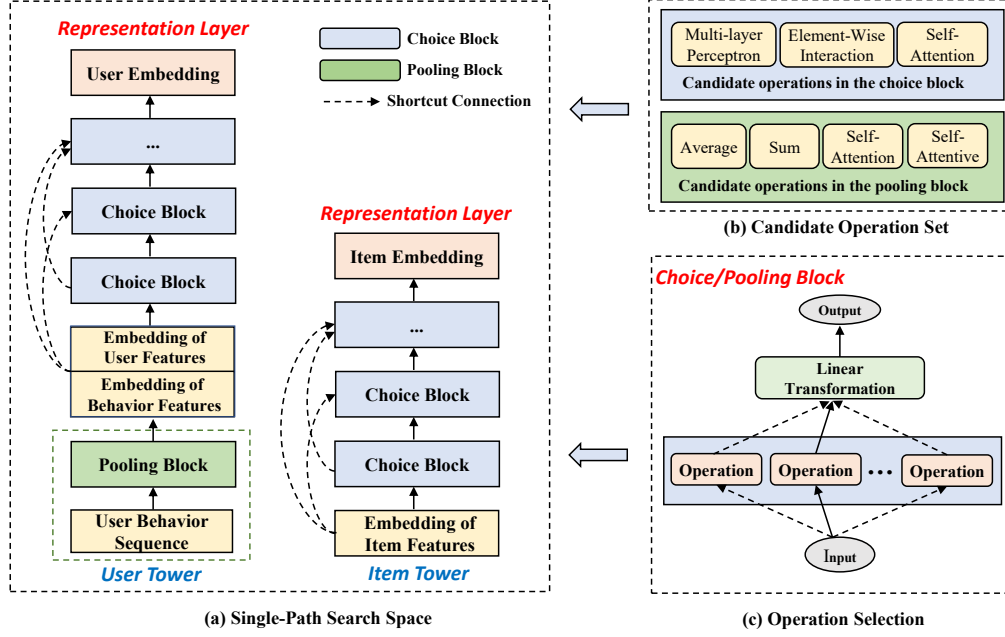 Representation Layer
User Embedding
...
Choice Block
Choice Block
Embedding of
User Features
Embedding of
Behavior Features
Pooling Block
User Behavior
Sequence
User Tower
Choice Block
Pooling Block
Shortcut Connection
Representation Layer
Item Embedding
...
Choice Block
Choice Block
Embedding of
Item Features
Item Tower
(a) Single-Path Search Space
Multi-layer
Perceptron
Element-Wise
Interaction
Self-
Attention
Candidate operations in the choice block
Average
Sum
Self-
Attention
Self-
Attentive
Candidate operations in the pooling block
(b) Candidate Operation Set
Choice/Pooling Block
Output
Linear
Transformation
Operation
Operation
...
Operation
Input
(c) Operation Selection